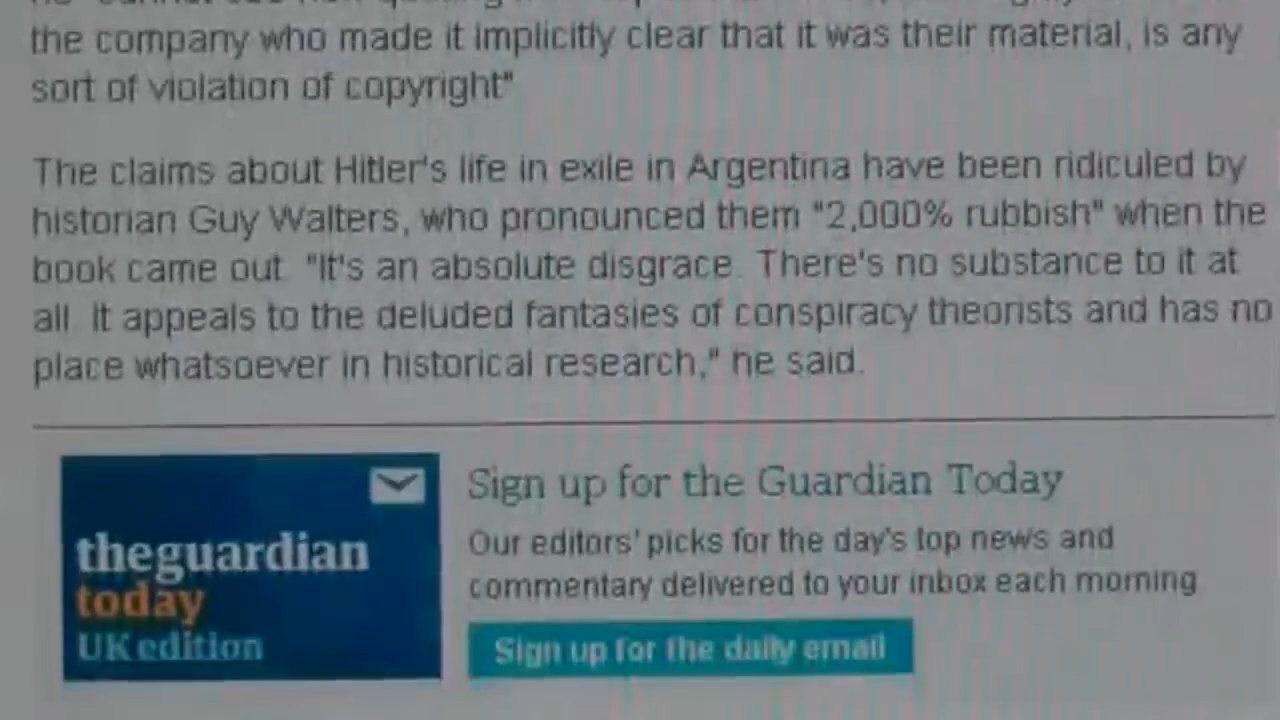 the company who made it implicitly clear that it was their material, is any
sort of violation of copyright"
The claims about Hitler's life in exile in Argentina have been ridiculed by
historian Guy Walters, who pronounced them "2,000% rubbish" when the
book came out. "It's an absolute disgrace. There's no substance to it at
all. It appeals to the deluded fantasies of conspiracy theorists and has no
place whatsoever in historical research," he said.
theguardian
today
UK edition
Sign up for the Guardian Today
Our editors' picks for the day's top news and
commentary delivered to your inbox each morning
Sign up for the daily email